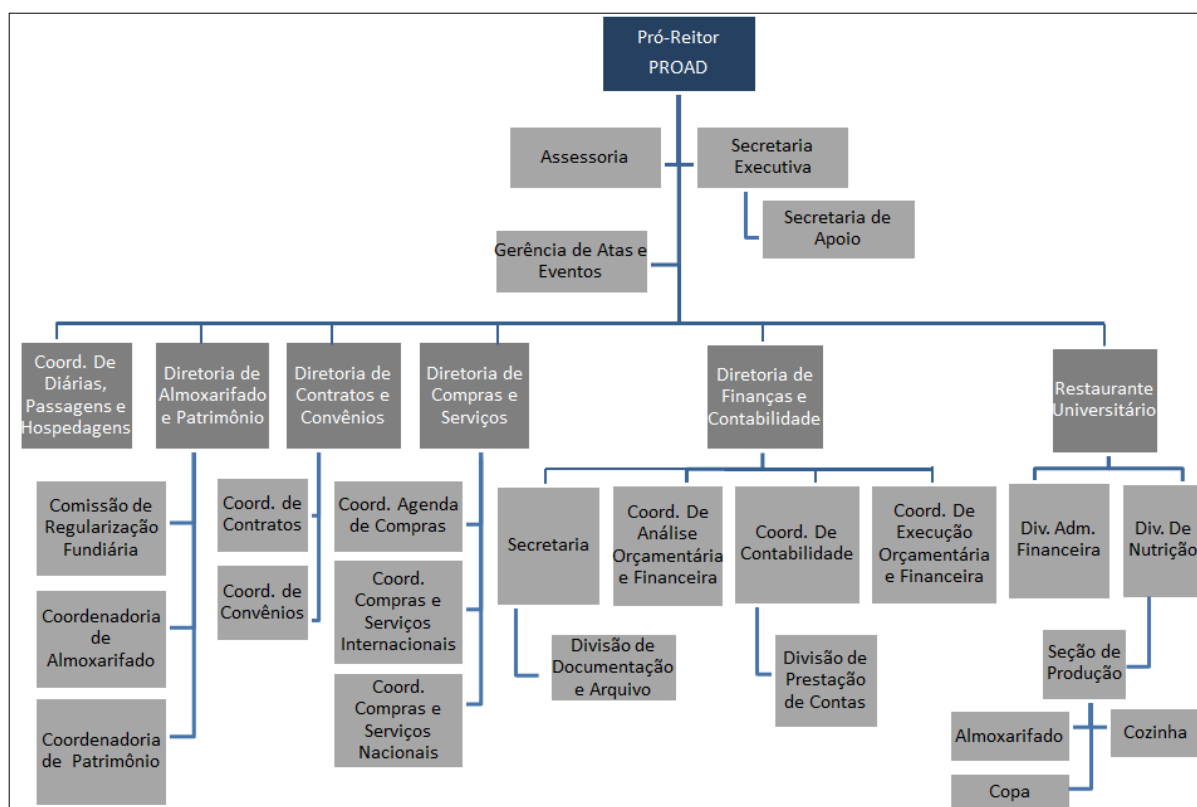 Pró-Reitor
PROAD
Assessoria
Secretaria
Executiva
Secretaria de
Apoio
Gerência de Atas e
Eventos
Coord. De
Diárias,
Passagens e
Hospedagens
Diretoria de
Almoxarifado
e Patrimônio
Diretoria de
Contratos e
Convênios
Diretoria de
Compras e
Serviços
Diretoria de
Finanças e
Contabilidade
Restaurante
Universitário
Comissão de
Regularização
Fundiária
Coordenadoria
de
Almoxarifado
Coordenadoria
de Patrimônio
Coord. de
Contratos
Coord. de
Convênios
Coord. Agenda
de Compras
Coord.
Compras e
Serviços
Internacionais
Coord.
Compras e
Serviços
Nacionais
Secretaria
Coord. De
Análise
Orçamentária
e Financeira
Coord. De
Contabilidade
Coord. De
Execução
Orçamentária
e Financeira
Divisão de
Documentação
e Arquivo
Divisão de
Prestação
de Contas
Div. Adm.
Financeira
Div. De
Nutrição
Seção de
Produção
Almoxarifado
Cozinha
Copa